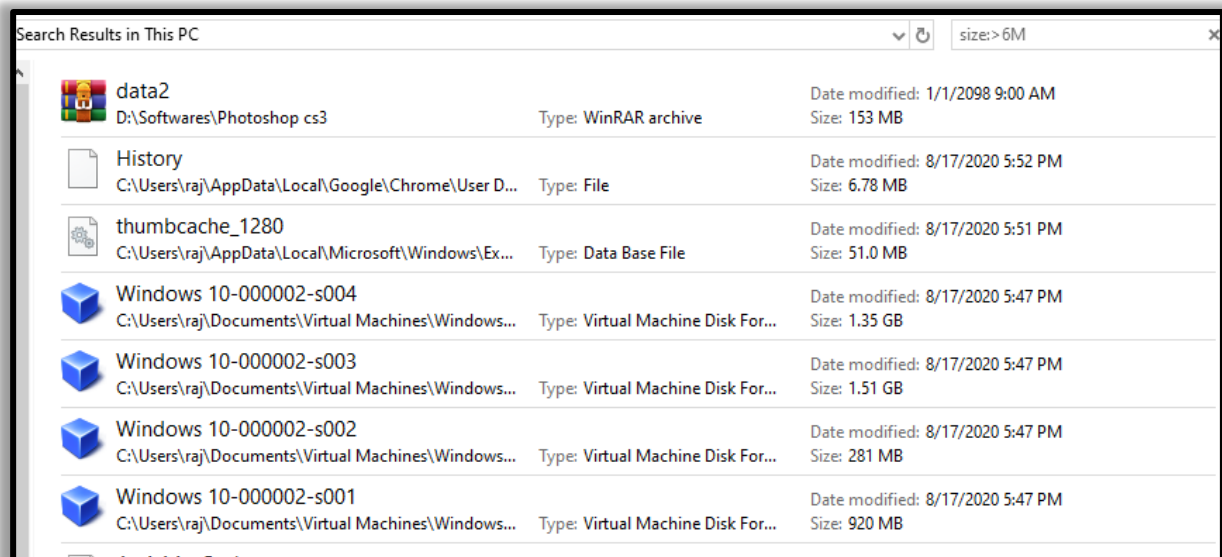 Search Results in This PC size:>6M
data2 Date modified: 1/1/2098 9:00 AM
D:\Softwares\Photoshop cs3 Type: WinRAR archive Size: 153 MB
History Date modified: 8/17/2020 5:52 PM
C:\Users\raj\AppData\Local\Google\Chrome\User D... Type: File Size: 6.78 MB
thumbcache_1280 Date modified: 8/17/2020 5:51 PM
C:\Users\raj\AppData\Local\Microsoft\Windows\Ex... Type: Data Base File Size: 51.0 MB
Windows 10-000002-s004 Date modified: 8/17/2020 5:47 PM
C:\Users\raj\Documents\Virtual Machines\Windows... Type: Virtual Machine Disk For... Size: 1.35 GB
Windows 10-000002-s003 Date modified: 8/17/2020 5:47 PM
C:\Users\raj\Documents\Virtual Machines\Windows... Type: Virtual Machine Disk For... Size: 1.51 GB
Windows 10-000002-s002 Date modified: 8/17/2020 5:47 PM
C:\Users\raj\Documents\Virtual Machines\Windows... Type: Virtual Machine Disk For... Size: 281 MB
Windows 10-000002-s001 Date modified: 8/17/2020 5:47 PM
C:\Users\raj\Documents\Virtual Machines\Windows... Type: Virtual Machine Disk For... Size: 920 MB